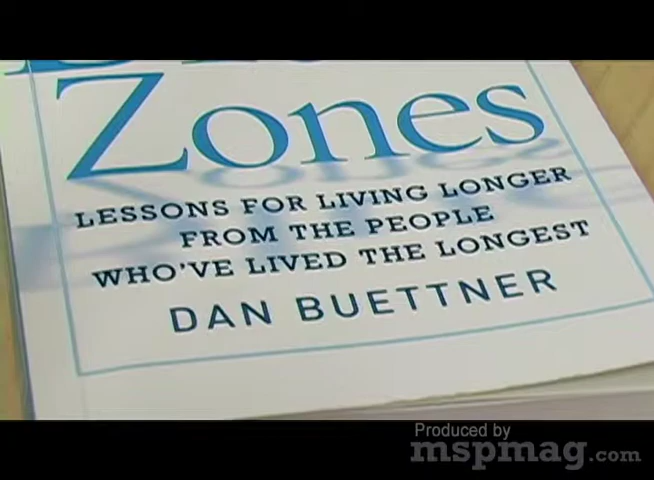 Zones
LESSONS FOR LIVING LONGER
FROM THE PEOPLE
WHO'VE LIVED THE LONGEST
DAN BUETTNER
Produced by
mspmag.com